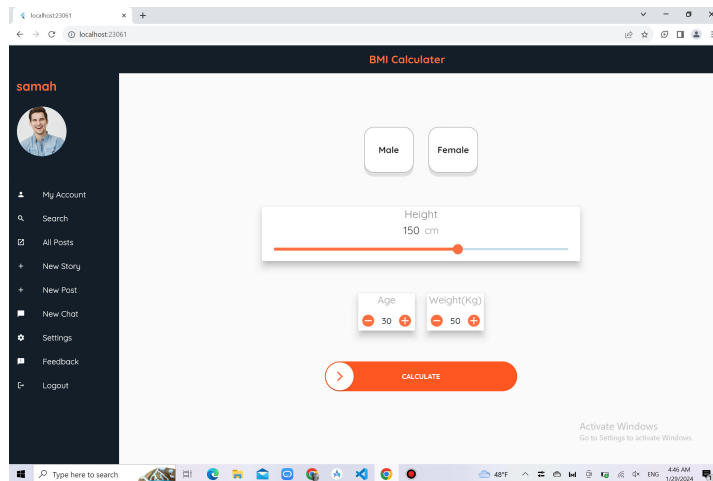 localhost:23061
localhost:23061
BMI Calculater
samah
My Account
Search
All Posts
New Story
New Post
New Chat
Settings
Feedback
Logout
Male
Female
Height
150 cm
Age
Weight(Kg)
30
50
CALCULATE
Activate Windows
Go to Settings to activate Windows.
Type here to search
48°F
ENG
4:46 AM
1/29/2024